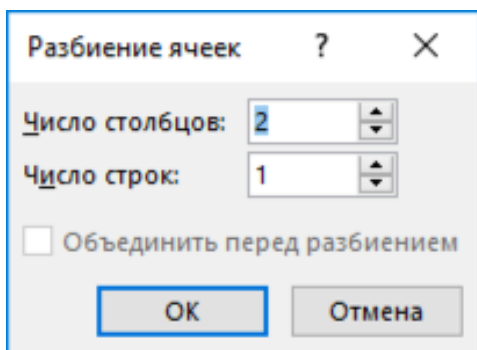 Разбиение ячеек ?
Число столбцов: 2
Число строк: 1
Объединить перед разбиением
ОК Отмена